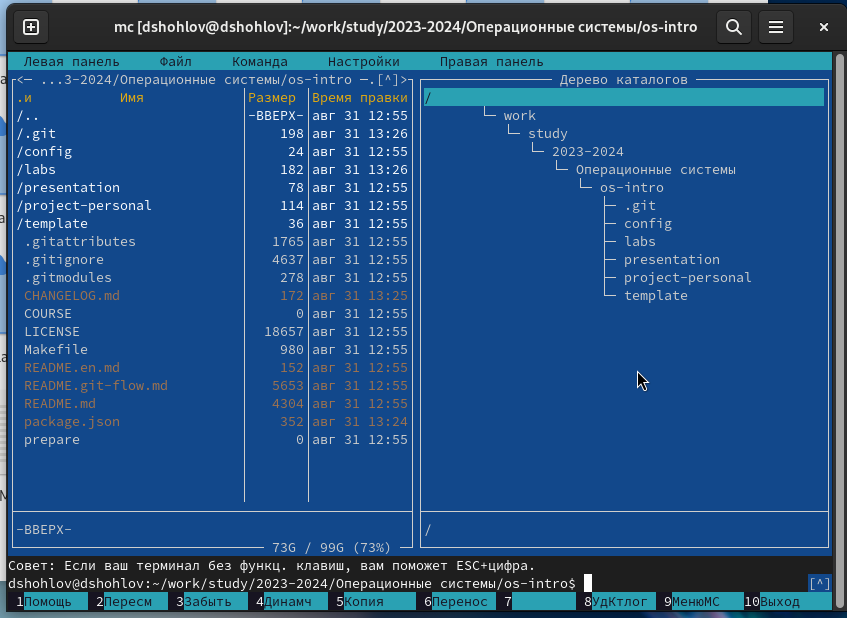 mc [dshohlov@dshohlov]:~/work/study/2023-2024/Операционные системы/os-intro
Левая панель Файл Команда Настройки Правая панель
<─ ...3-2024/Операционные системы/os-intro ─.[^]>
.и Имя Размер Время правки
/.. -ВВЕРХ- авг 31 12:55
/.git 198 авг 31 13:26
/config 24 авг 31 12:55
/labs 182 авг 31 13:26
/presentation 78 авг 31 12:55
/project-personal 114 авг 31 12:55
/template 36 авг 31 12:55
.gitattributes 1765 авг 31 12:55
.gitignore 4637 авг 31 12:55
.gitmodules 278 авг 31 12:55
CHANGELOG.md 172 авг 31 13:25
COURSE 0 авг 31 12:55
LICENSE 18657 авг 31 12:55
Makefile 980 авг 31 12:55
README.en.md 152 авг 31 12:55
README.git-flow.md 5653 авг 31 12:55
README.md 4304 авг 31 12:55
package.json 352 авг 31 13:24
prepare 0 авг 31 12:55
-ВВЕРХ-
73G / 99G (73%)
Дерево каталогов
/
work
study
2023-2024
Операционные системы
os-intro
.git
config
labs
presentation
project-personal
template
/
Совет: Если ваш терминал без функц. клавиш, вам поможет ESC+цифра.
dshohlov@dshohlov:~/work/study/2023-2024/Операционные системы/os-intro$ [^]
1Помощь 2Пересм 3Забыть 4Динамч 5Копия 6Перенос 7 8УдКтлог 9МенюМС 10Выход